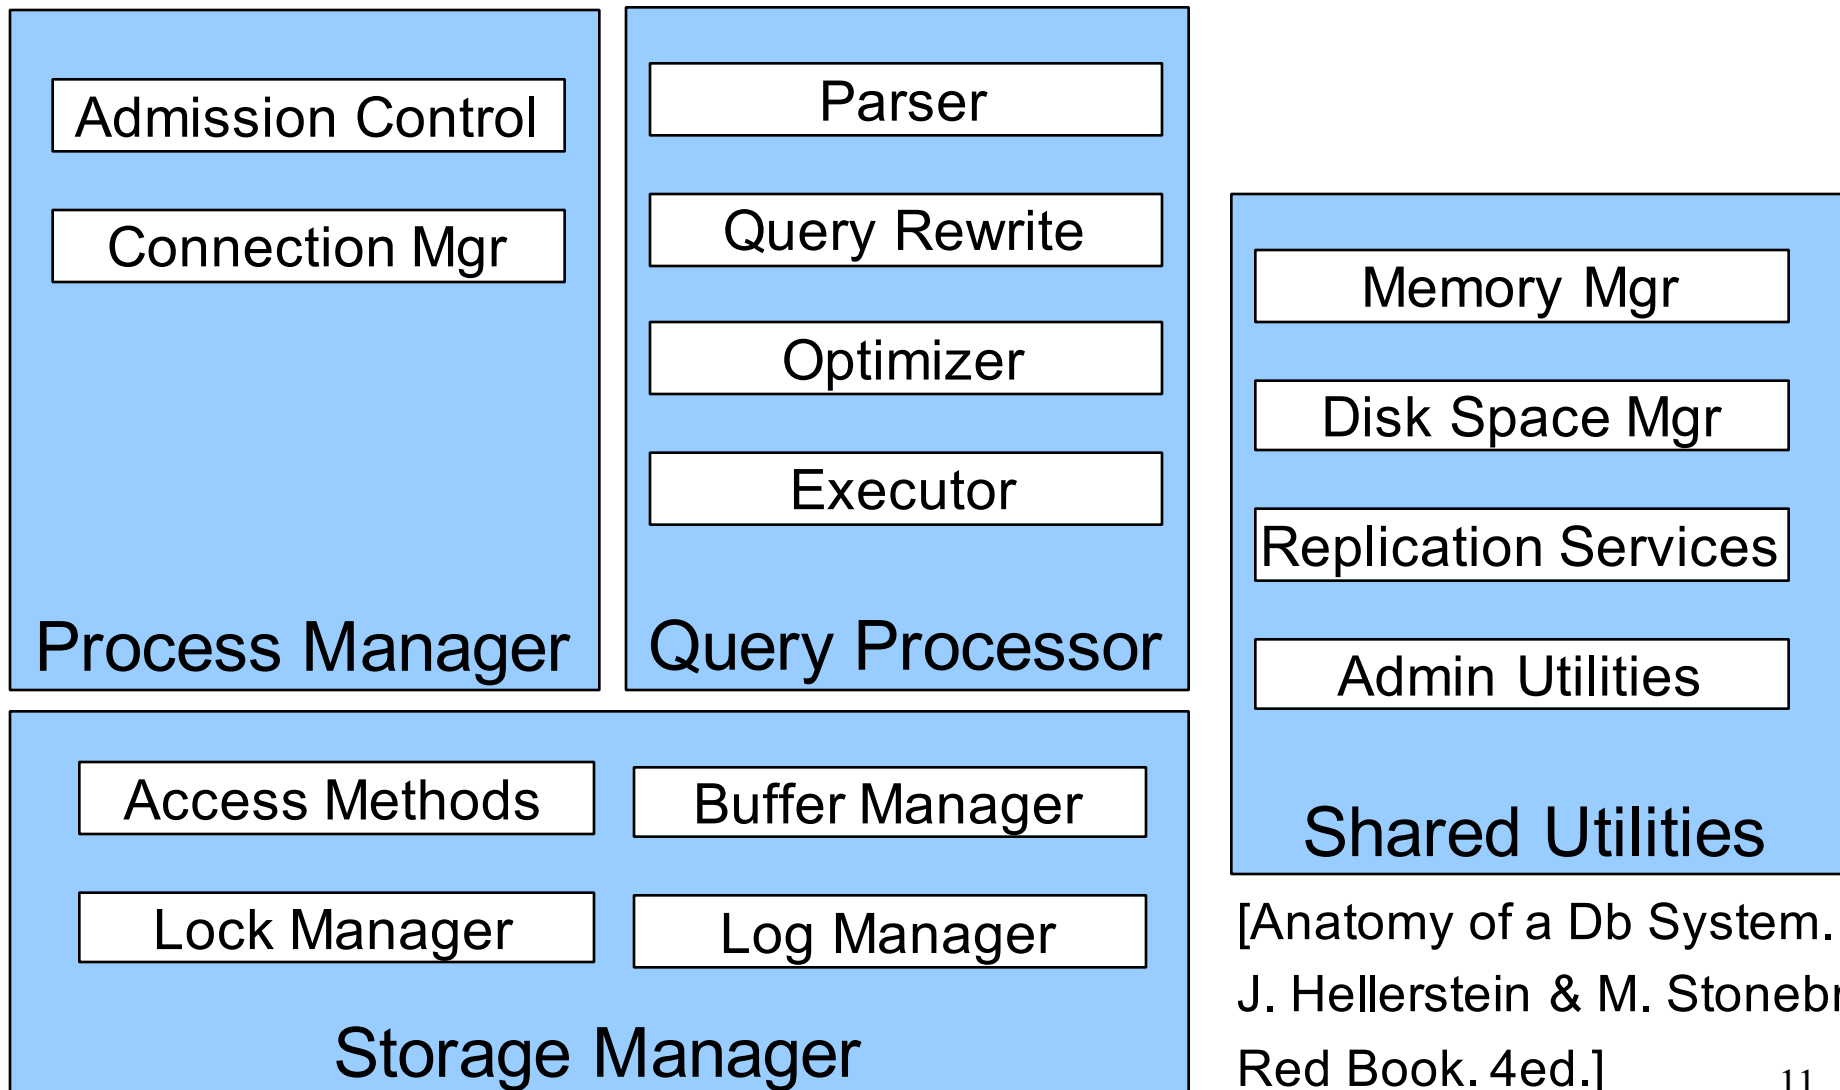 Admission Control
Connection Mgr
Process Manager
Parser
Query Rewrite
Optimizer
Executor
Query Processor
Memory Mgr
Disk Space Mgr
Replication Services
Admin Utilities
Shared Utilities
Access Methods
Buffer Manager
Lock Manager
Log Manager
Storage Manager
[Anatomy of a Db System.
J. Hellerstein & M.
Red Book. 4ed.]
11